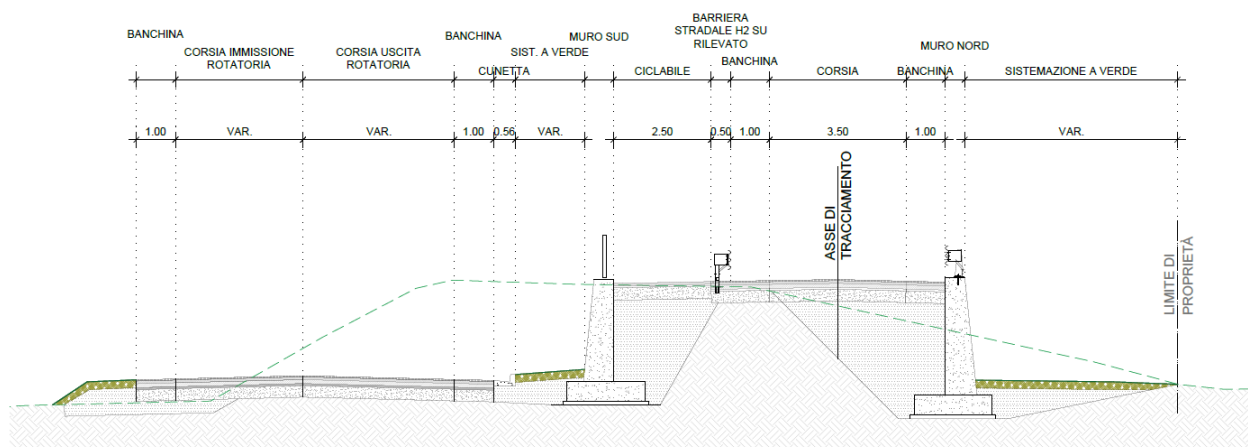 BARRIERA
STRADALE H2 SU
RILEVATO
BANCHINA
CORSIA IMMISSIONE
ROTATORIA
CORSIA USCITA
ROTATORIA
BANCHINA
SIST. A VERDE
CUNETTA
MURO SUD
CICLABILE
BANCHINA
CORSIA
BANCHINA
MURO NORD
SISTEMAZIONE A VERDE
1.00 VAR. VAR. 1.00 0.56 VAR. 2.50 0.50 1.00 3.50 1.00 VAR.
ASSE DI
TRACCIAMENTO
LIMITE DI
PROPRIETÀ